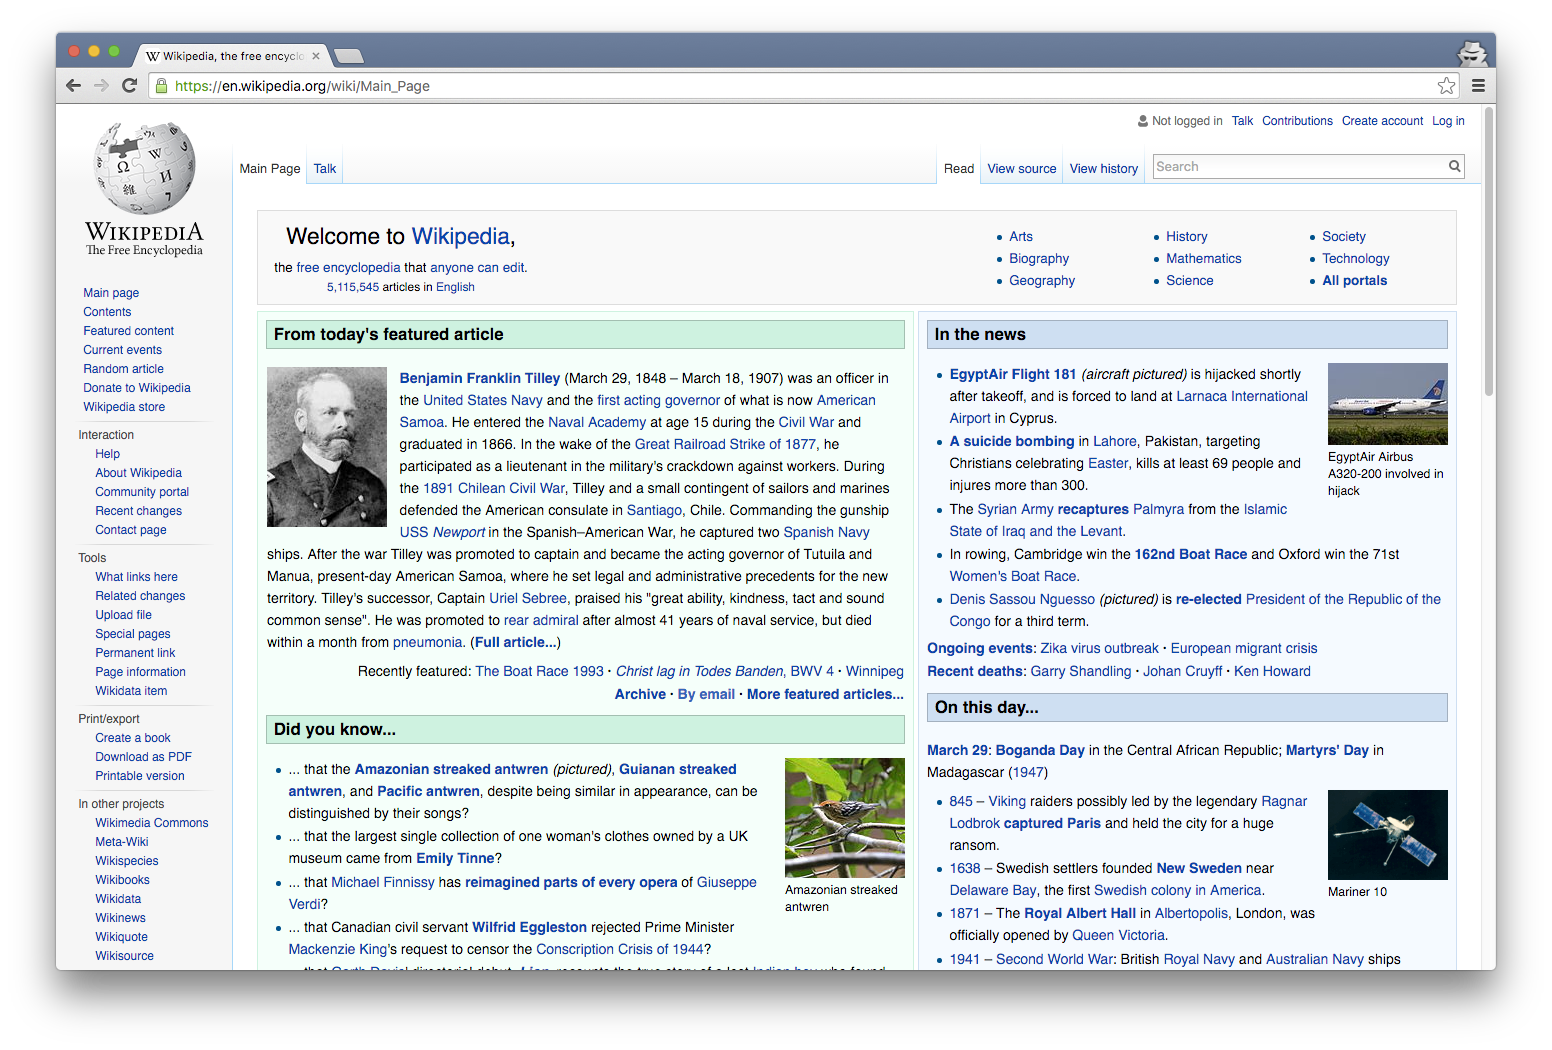 Wikipedia, the free encyclo
https://en.wikipedia.org/wiki/Main_Page
Not logged in Talk Contributions Create account Log in
Main Page Talk
Read View source View history Search
WIKIPEDIA
The Free Encyclopedia
Main page
Contents
Featured content
Current events
Random article
Donate to Wikipedia
Wikipedia store
Interaction
Help
About Wikipedia
Community portal
Recent changes
Contact page
Tools
What links here
Related changes
Upload file
Special pages
Permanent link
Page information
Wikidata item
Print/export
Create a book
Download as PDF
Printable version
In other projects
Wikimedia Commons
Meta-Wiki
Wikispecies
Wikibooks
Wikidata
Wikinews
Wikiquote
Wikisource
Welcome to Wikipedia,
the free encyclopedia that anyone can edit.
5,115,545 articles in English
Arts
Biography
Geography
History
Mathematics
Science
Society
Technology
All portals
From today's featured article
Benjamin Franklin Tilley (March 29, 1848 – March 18, 1907) was an officer in
the United States Navy and the first acting governor of what is now American
Samoa. He entered the Naval Academy at age 15 during the Civil War and
graduated in 1866. In the wake of the Great Railroad Strike of 1877, he
participated as a lieutenant in the military's crackdown against workers. During
the 1891 Chilean Civil War, Tilley and a small contingent of sailors and marines
defended the American consulate in Santiago, Chile. Commanding the gunship
USS Newport in the Spanish–American War, he captured two Spanish Navy
ships. After the war Tilley was promoted to captain and became the acting governor of Tutuila and
Manua, present-day American Samoa, where he set legal and administrative precedents for the new
territory. Tilley's successor, Captain Uriel Sebree, praised his "great ability, kindness, tact and sound
common sense". He was promoted to rear admiral after almost 41 years of naval service, but died
within a month from pneumonia. (Full article...)
Recently featured: The Boat Race 1993 · Christ lag in Todes Banden, BWV 4 · Winnipeg
Archive · By email · More featured articles...
Did you know...
... that the Amazonian streaked antwren (pictured), Guianan streaked
antwren, and Pacific antwren, despite being similar in appearance, can be
distinguished by their songs?
... that the largest single collection of one woman's clothes owned by a UK
museum came from Emily Tinne?
... that Michael Finnissy has reimagined parts of every opera of Giuseppe
Verdi?
... that Canadian civil servant Wilfrid Eggleston rejected Prime Minister
Mackenzie King's request to censor the Conscription Crisis of 1944?
Amazonian streaked
antwren
In the news
EgyptAir Flight 181 (aircraft pictured) is hijacked shortly
after takeoff, and is forced to land at Larnaca International
Airport in Cyprus.
A suicide bombing in Lahore, Pakistan, targeting
Christians celebrating Easter, kills at least 69 people and
injures more than 300.
The Syrian Army recaptures Palmyra from the Islamic
State of Iraq and the Levant.
In rowing, Cambridge win the 162nd Boat Race and Oxford win the 71st
Women's Boat Race.
Denis Sassou Nguesso (pictured) is re-elected President of the Republic of the
Congo for a third term.
EgyptAir Airbus
A320-200 involved in
hijack
Ongoing events: Zika virus outbreak · European migrant crisis
Recent deaths: Garry Shandling · Johan Cruyff · Ken Howard
On this day...
March 29: Boganda Day in the Central African Republic; Martyrs' Day in
Madagascar (1947)
845 – Viking raiders possibly led by the legendary Ragnar
Lodbrok captured Paris and held the city for a huge
ransom.
1638 – Swedish settlers founded New Sweden near
Delaware Bay, the first Swedish colony in America.
1871 – The Royal Albert Hall in Albertopolis, London, was
officially opened by Queen Victoria.
1941 – Second World War: British Royal Navy and Australian Navy ships
Mariner 10